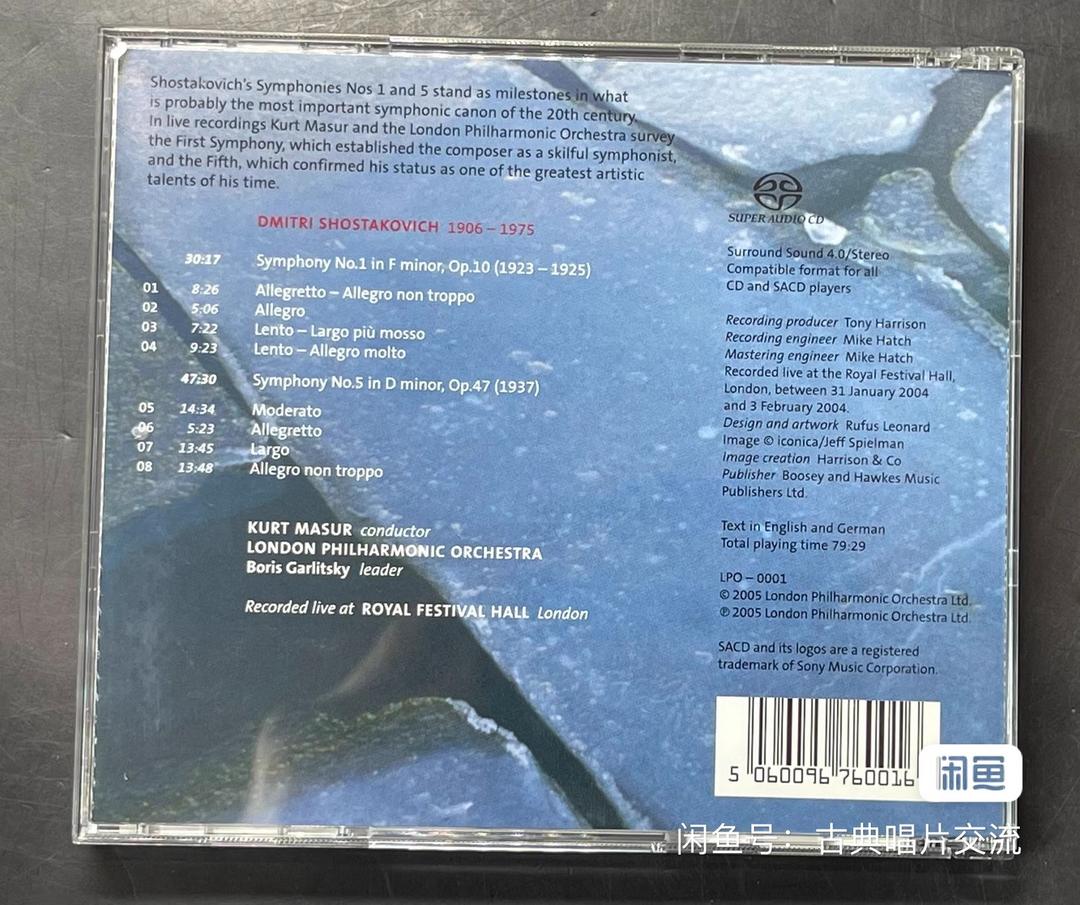 Shostakovich's Symphonies Nos 1 and 5 stand as milestones in what
is probably the most important symphonic canon of the 20th century.
In live recordings Kurt Masur and the London Philharmonic Orchestra survey
the First Symphony, which established the composer as a skilful symphonist,
and the Fifth, which confirmed his status as one of the greatest artistic
talents of his time.
DMITRI SHOSTAKOVICH 1906 – 1975
30:17 Symphony No.1 in F minor, Op.10 (1923 – 1925)
01 8:26 Allegretto – Allegro non troppo
02 5:06 Allegro
03 7:22 Lento – Largo più mosso
04 9:23 Lento – Allegro molto
47:30 Symphony No.5 in D minor, Op.47 (1937)
05 14:34 Moderato
06 5:23 Allegretto
07 13:45 Largo
08 13:48 Allegro non troppo
KURT MASUR conductor
LONDON PHILHARMONIC ORCHESTRA
Boris Garlitsky leader
Recorded live at ROYAL FESTIVAL HALL London
SUPER AUDIO CD
Surround Sound 4.0/Stereo
Compatible format for all
CD and SACD players
Recording producer Tony Harrison
Recording engineer Mike Hatch
Mastering engineer Mike Hatch
Recorded live at the Royal Festival Hall,
London, between 31 January 2004
and 3 February 2004.
Design and artwork Rufus Leonard
Image © iconica/Jeff Spielman
Image creation Harrison & Co
Publisher Boosey and Hawkes Music
Publishers Ltd.
Text in English and German
Total playing time 79:29
LPO – 0001
© 2005 London Philharmonic Orchestra Ltd.
℗ 2005 London Philharmonic Orchestra Ltd.
SACD and its logos are a registered
trademark of Sony Music Corporation.
5 060096 760016
闲鱼
闲鱼号：古典唱片交流